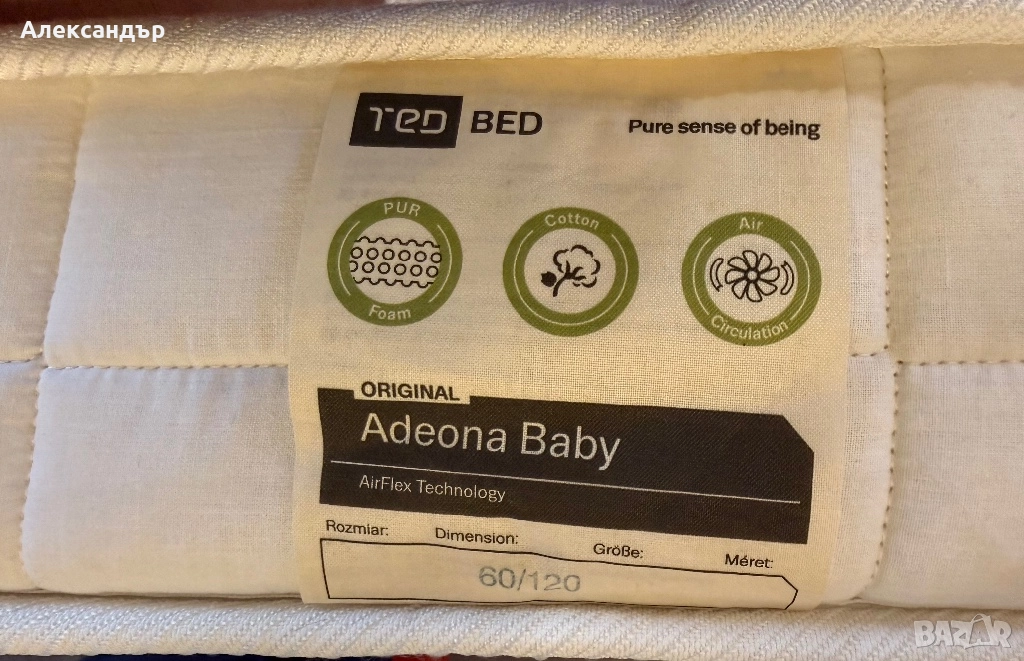 Александър
TED BED
Pure sense of being
PUR
Foam
Cotton
Air
Circulation
ORIGINAL
Adeona Baby
AirFlex Technology
Rozmiar: Dimension: Größe: Méret:
60/120
BAZAR